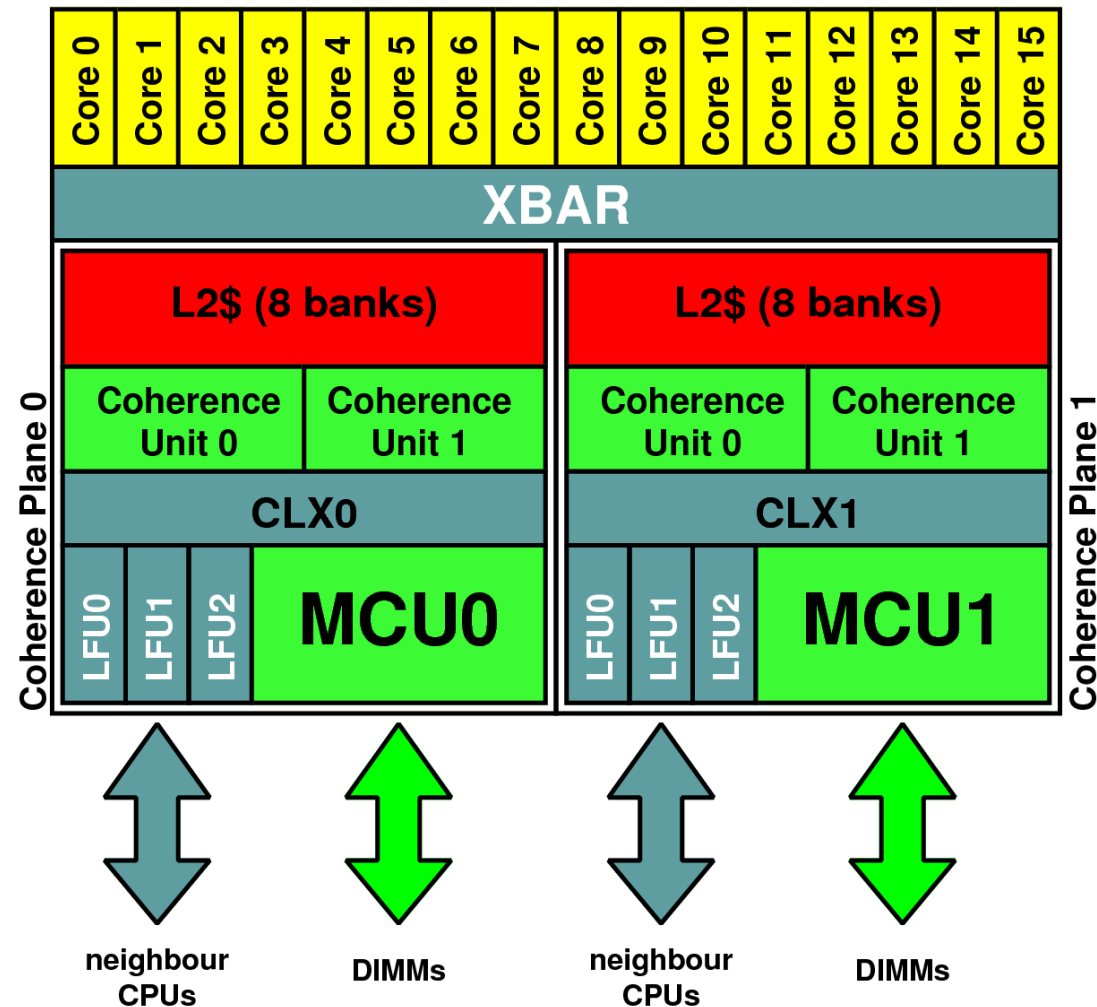 Core 0
Core 1
Core 2
Core 3
Core 4
Core 5
Core 6
Core 7
Core 8
Core 9
Core 10
Core 11
Core 12
Core 13
Core 14
Core 15
XBAR
Coherence Plane 0
L2$ (8 banks)
Coherence
Unit 0
Coherence
Unit 1
CLX0
LFU0
LFU1
LFU2
MCU0
L2$ (8 banks)
Coherence
Unit 0
Coherence
Unit 1
CLX1
LFU0
LFU1
LFU2
MCU1
Coherence Plane 1
neighbour
CPUs
DIMMs
neighbour
CPUs
DIMMs